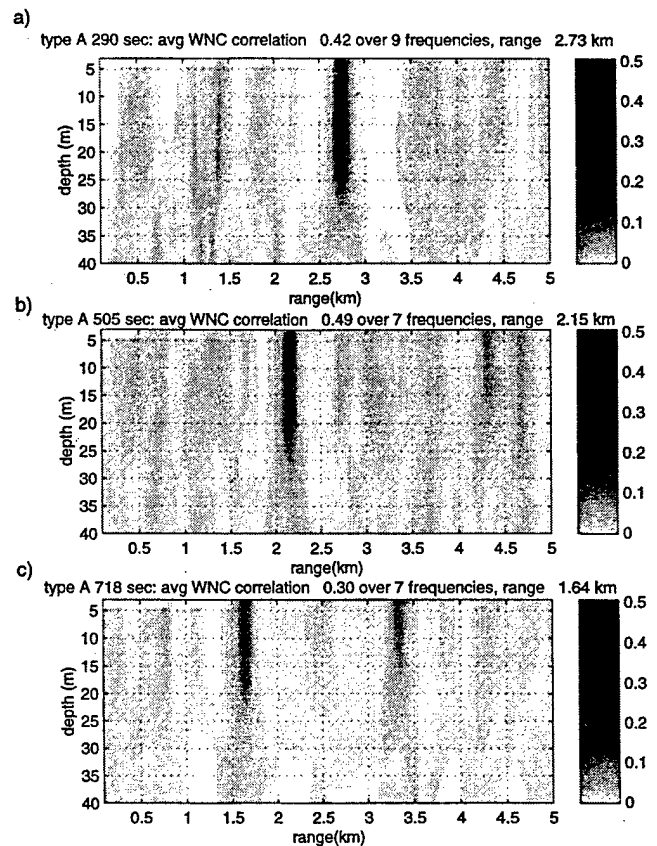 a)
type A 290 sec: avg WNC correlation 0.42 over 9 frequencies, range 2.73 km
5
10
15
20
25
30
35
40
depth (m)
0.5 1 1.5 2 2.5 3 3.5 4 4.5 5
range(km)
0.5
0.4
0.3
0.2
0.1
0
b)
type A 505 sec: avg WNC correlation 0.49 over 7 frequencies, range 2.15 km
5
10
15
20
25
30
35
40
depth (m)
0.5 1 1.5 2 2.5 3 3.5 4 4.5 5
range(km)
0.5
0.4
0.3
0.2
0.1
0
c)
type A 718 sec: avg WNC correlation 0.30 over 7 frequencies, range 1.64 km
5
10
15
20
25
30
35
40
depth (m)
0.5 1 1.5 2 2.5 3 3.5 4 4.5 5
range(km)
0.5
0.4
0.3
0.2
0.1
0